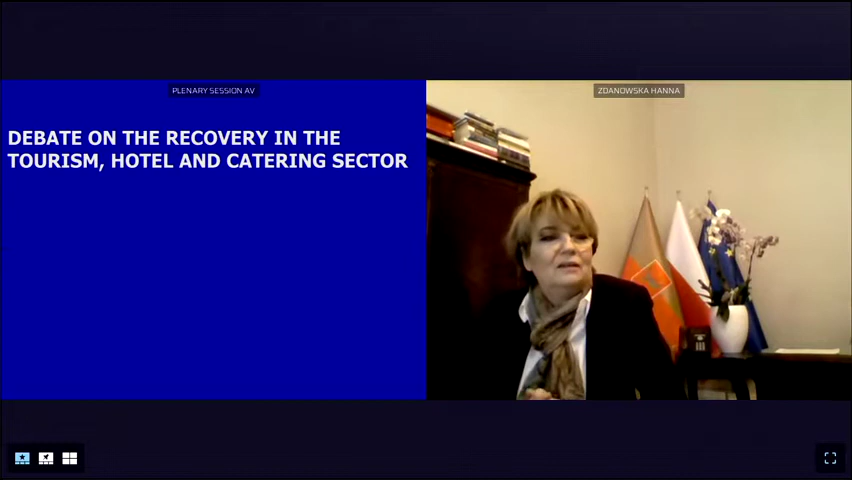 PLENARY SESSION AV
ZDANOWSKA HANNA
DEBATE ON THE RECOVERY IN THE
TOURISM, HOTEL AND CATERING SECTOR